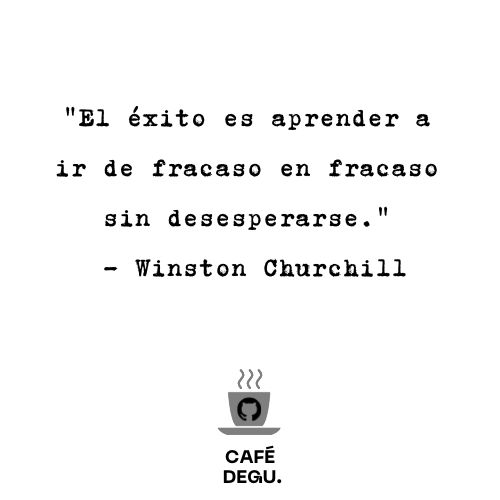 "El éxito es aprender a
ir de fracaso en fracaso
sin desesperarse."
- Winston Churchill
CAFÉ
DEGU.